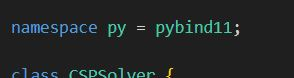 namespace py = pybind11;
class CSPSolver {